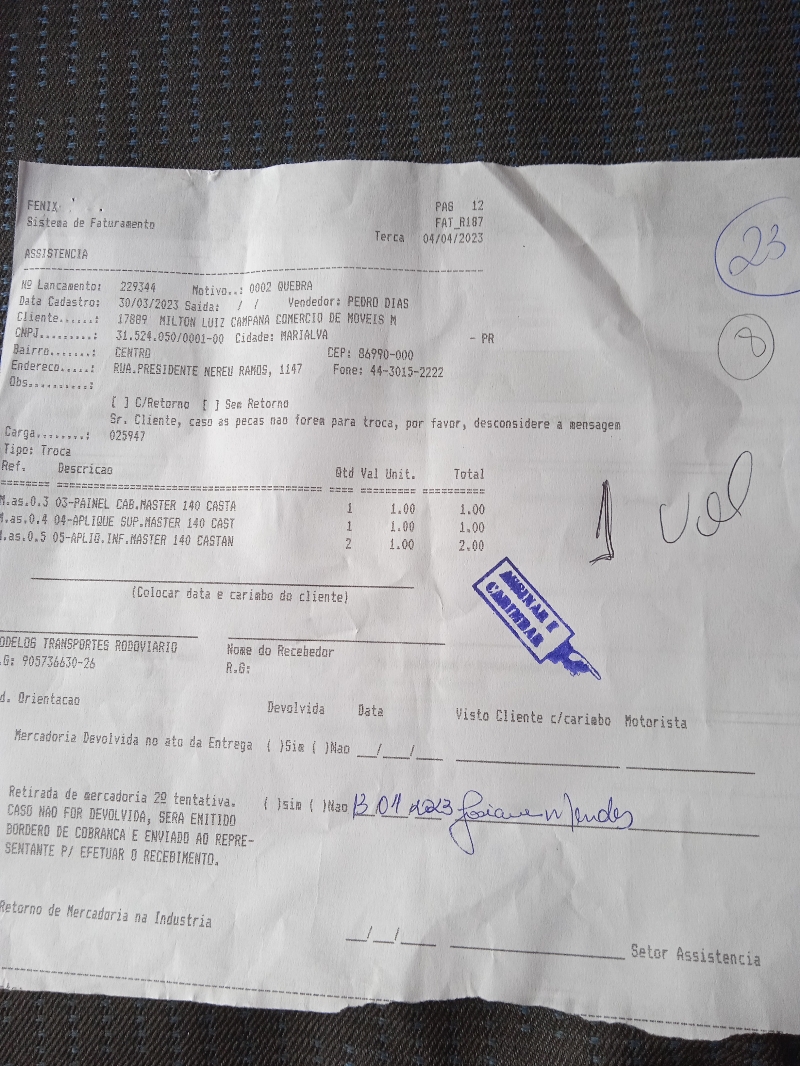 FENIX
PAG 12
Sistema de Faturamento
FAT_R187
Terca 04/04/2023
23
ASSISTENCIA
Nº Lancamento: 229344 Motivo..: 0002 QUEBRA
Data Cadastro: 30/03/2023 Saida: / / Vendedor: PEDRO DIAS
Cliente......: 17889 MILTON LUIZ CAMPANA COMERCIO DE MOVEIS M
CNPJ.........: 31.524.050/0001-00 Cidade: MARIALVA - PR
8
Bairro.......: CENTRO CEP: 86990-000
Endereco.....: RUA.PRESIDENTE NEREU RAMOS, 1147 Fone: 44-3015-2222
Obs..........:
[ ] C/Retorno [ ] Sem Retorno
Sr. Cliente, caso as pecas nao forem para troca, por favor, desconsidere a mensagem
Carga........: 025947
Tipo: Troca
Ref. Descricao Qtd Val Unit. Total
M.as.0.3 03-PAINEL CAB.MASTER 140 CASTA 1 1.00 1.00
M.as.0.4 04-APLIQUE SUP.MASTER 140 CAST 1 1.00 1.00
M.as.0.5 05-APLIQ.INF.MASTER 140 CASTAN 2 1.00 2.00
1 Vol
(Colocar data e carimbo do cliente)
ASSINAR E
CARIMBAR
ODELOG TRANSPORTES RODOVIARIO
.G: 905736630-26
Nome do Recebedor
R.G:
d. Orientacao Devolvida Data Visto Cliente c/carimbo Motorista
Mercadoria Devolvida no ato da Entrega ( )Sim ( )Nao __/__/__
Retirada de mercadoria 2º tentativa. ( )sim ( )Nao 13 04 2023 Josiane Mendes
CASO NAO FOR DEVOLVIDA, SERA EMITIDO
BORDERO DE COBRANCA E ENVIADO AO REPRE-
SENTANTE P/ EFETUAR O RECEBIMENTO.
Retorno de Mercadoria na Industria __/__/__ Setor Assistencia